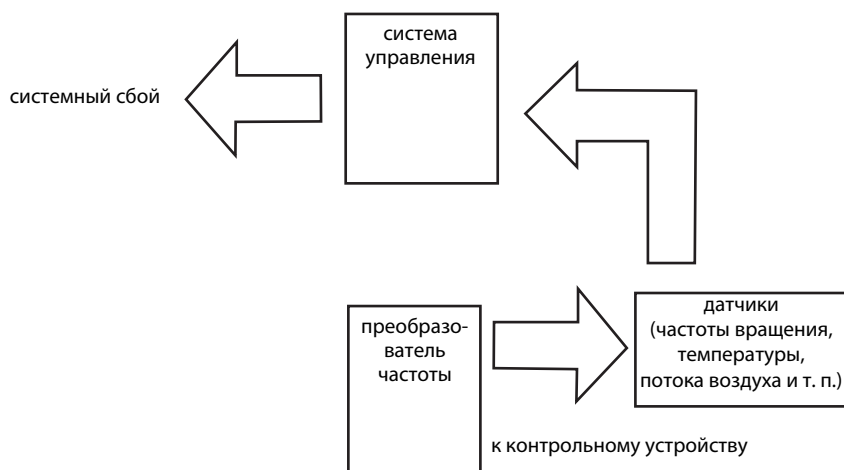 система
управления
системный сбой
преобразо-
ватель
частоты
датчики
(частоты вращения,
температуры,
потока воздуха и т. п.)
к контрольному устройству